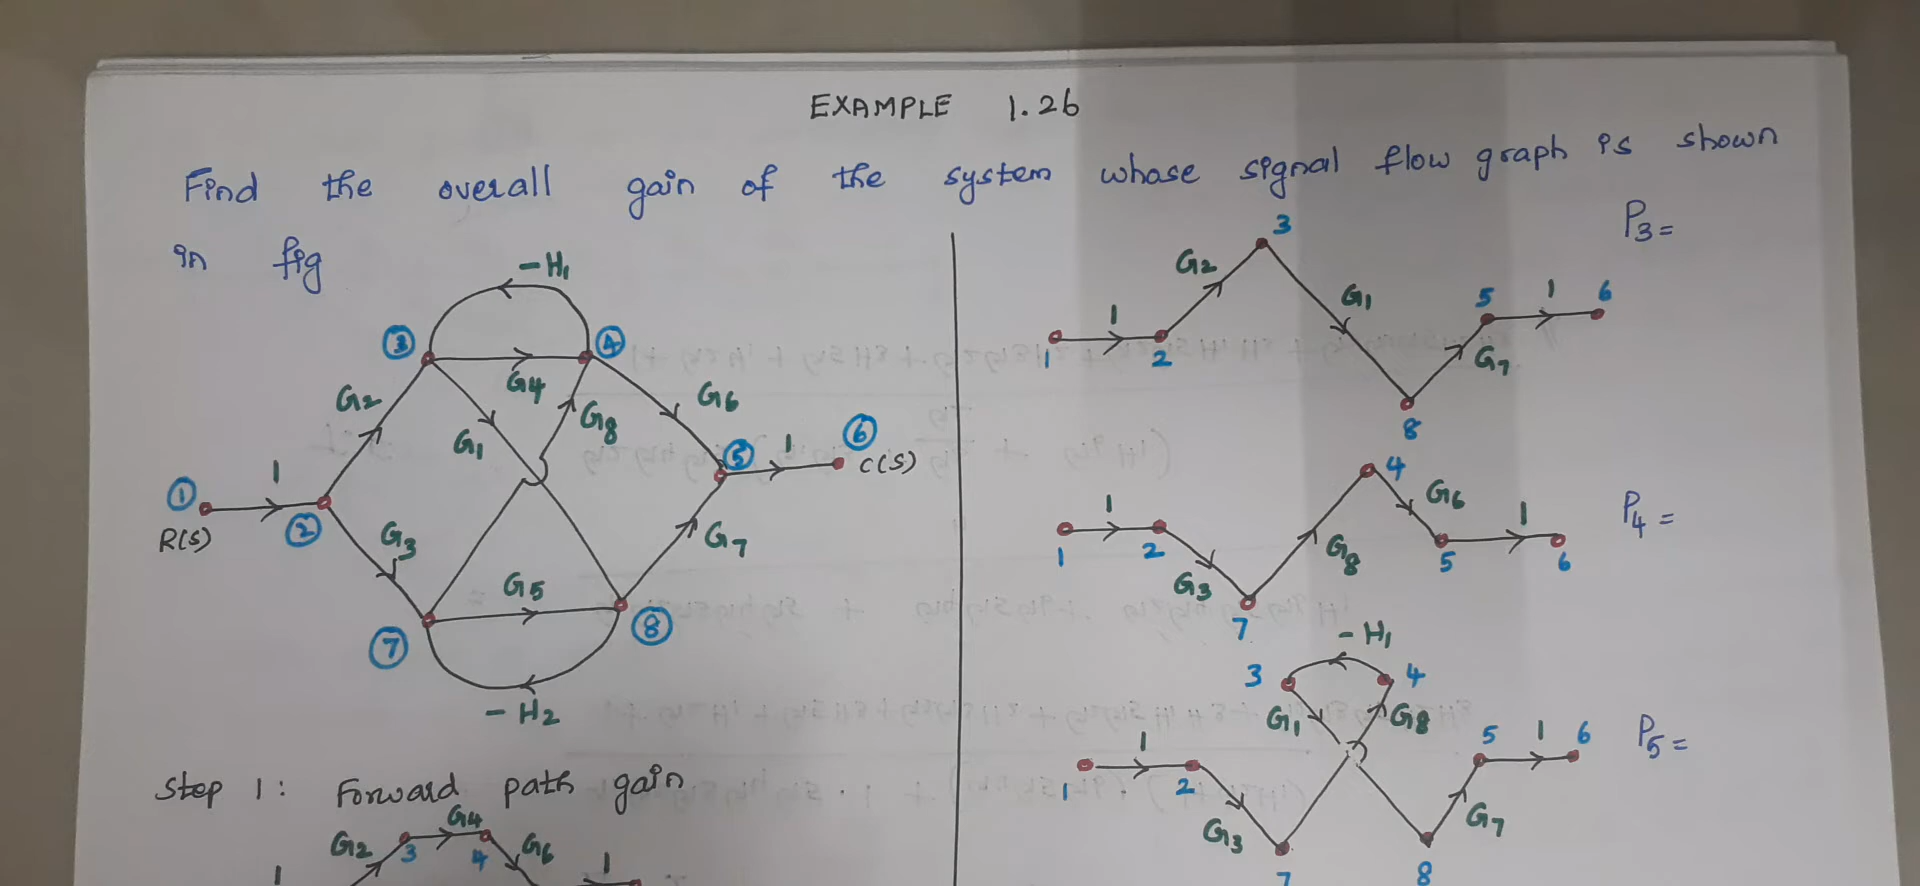 EXAMPLE 1.26
Find the overall gain of the system whose signal flow graph is shown
in fig
-H1
3
4
G4
G2
G1
G8
G6
1
1
R(S)
2
G3
5
1
6
C(S)
G5
G7
7
8
-H2
Step 1: Forward path gain
G2
3
G4
4
G6
1
1
P3=
1
1
2
G2
3
G1
8
G7
5
1
6
P4=
1
1
2
G3
7
G8
4
G6
5
1
6
P5=
1
1
2
G3
7
-H1
3
4
G1
G8
8
G7
5
1
6